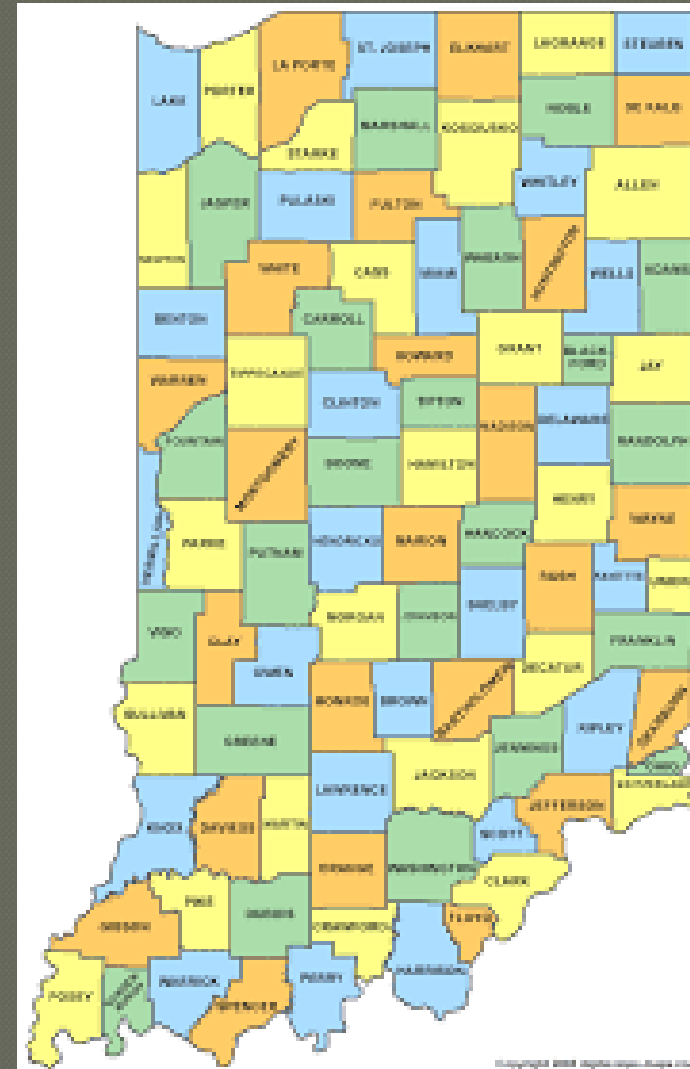 ST. JOSEPH
ELKHART
LAGRANGE
STEUBEN
LA PORTE
LAKE
PORTER
NOBLE
DE KALB
MARSHALL
KOSCIUSKO
STARKE
WHITLEY
ALLEN
JASPER
PULASKI
FULTON
NEWTON
WHITE
CASS
MIAMI
WABASH
HUNTINGTON
WELLS
ADAMS
BENTON
CARROLL
GRANT
BLACK-
FORD
JAY
HOWARD
WARREN
TIPPECANOE
CLINTON
TIPTON
MADISON
DELAWARE
RANDOLPH
FOUNTAIN
MONTGOMERY
BOONE
HAMILTON
HENRY
WAYNE
PARKE
PUTNAM
HENDRICKS
MARION
HANCOCK
RUSH
FAYETTE
SHELBY
VIGO
CLAY
OWEN
MORGAN
JOHNSON
DECATUR
FRANKLIN
SULLIVAN
GREENE
MONROE
BROWN
BARTHOLOMEW
JENNINGS
RIPLEY
DEARBORN
OHIO
LAWRENCE
JACKSON
JEFFERSON
SWITZERLAND
KNOX
DAVIESS
MARTIN
SCOTT
ORANGE
WASHINGTON
CLARK
GIBSON
PIKE
DUBOIS
CRAWFORD
FLOYD
HARRISON
POSEY
WARRICK
SPENCER
PERRY